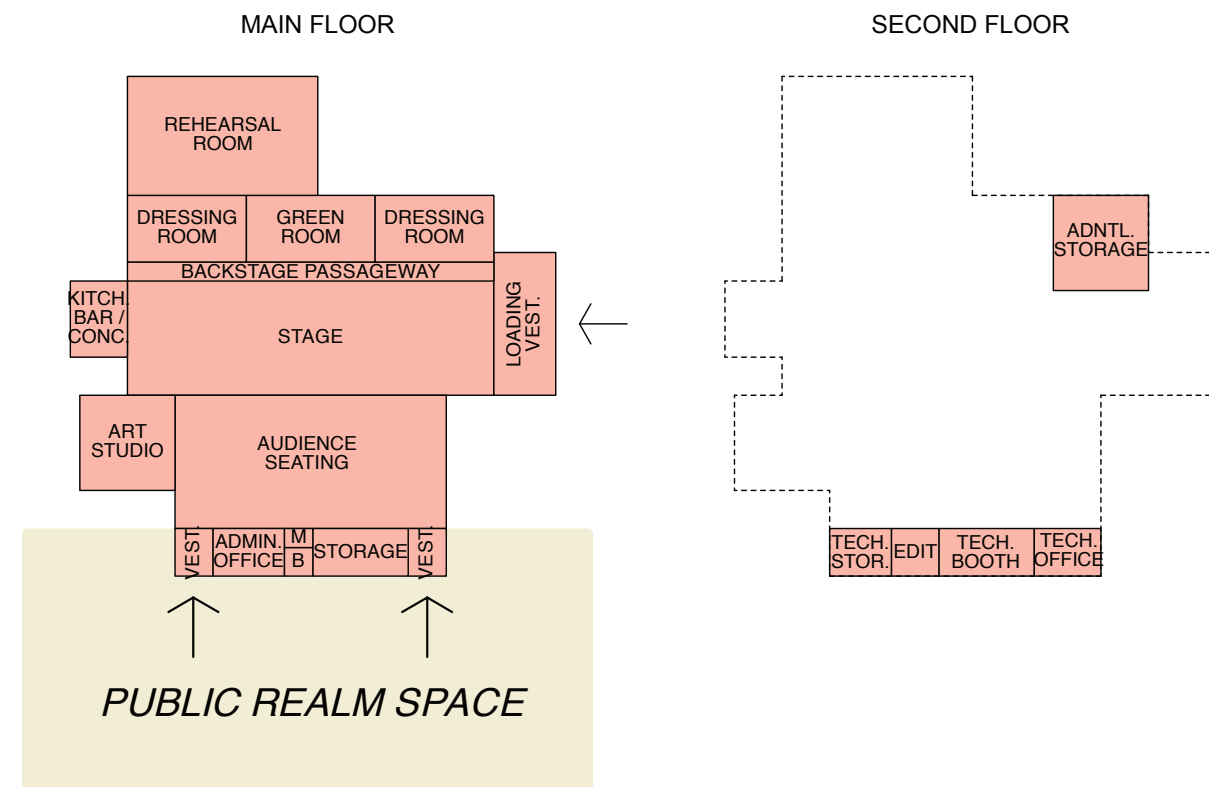 MAIN FLOOR
REHEARSAL
ROOM
DRESSING
ROOM
GREEN
ROOM
DRESSING
ROOM
BACKSTAGE PASSAGEWAY
KITCH.
BAR /
CONC.
STAGE
LOADING
VEST.
ART
STUDIO
AUDIENCE
SEATING
VEST.
ADMIN.
OFFICE
M
B
STORAGE
VEST.
PUBLIC REALM SPACE
SECOND FLOOR
ADNTL.
STORAGE
TECH.
STOR.
EDIT
TECH.
BOOTH
TECH.
OFFICE